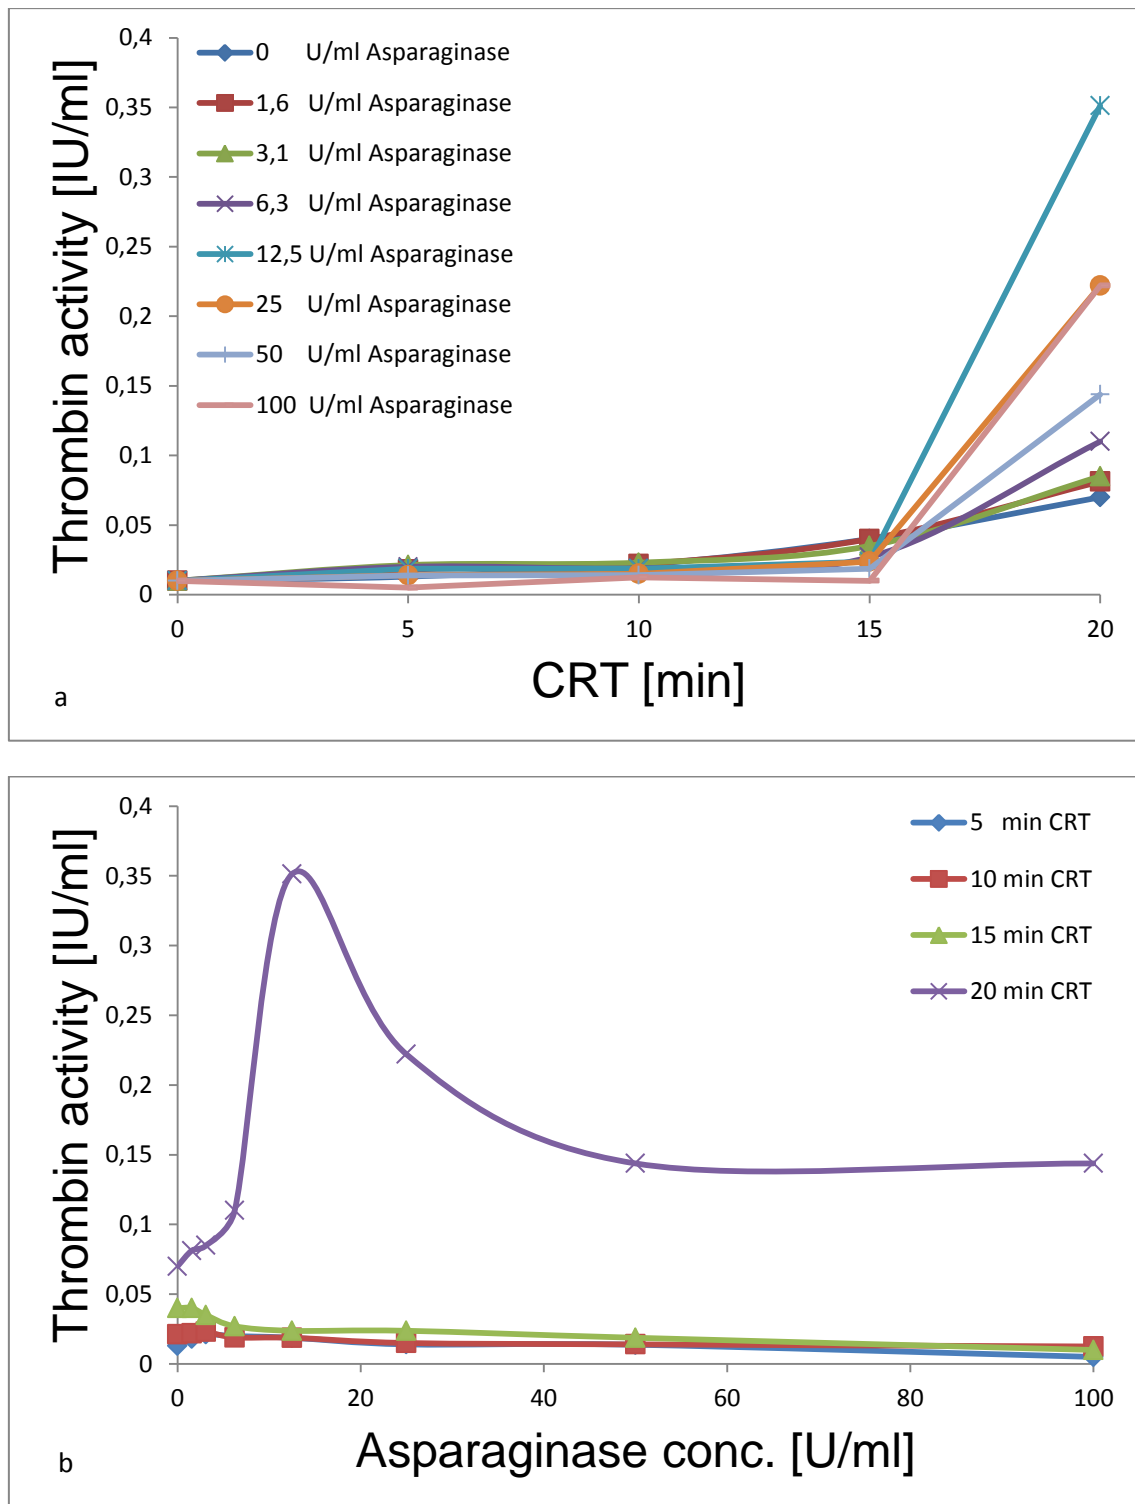 0,4
0,35
0,3
0,25
0,2
0,15
0,1
0,05
0
Thrombin activity [IU/ml]
0 U/ml Asparaginase
1,6 U/ml Asparaginase
3,1 U/ml Asparaginase
6,3 U/ml Asparaginase
12,5 U/ml Asparaginase
25 U/ml Asparaginase
50 U/ml Asparaginase
100 U/ml Asparaginase
0 5 10 15 20
CRT [min]
a
0,4
0,35
0,3
0,25
0,2
0,15
0,1
0,05
0
Thrombin activity [IU/ml]
5 min CRT
10 min CRT
15 min CRT
20 min CRT
0 20 40 60 80 100
Asparaginase conc. [U/ml]
b